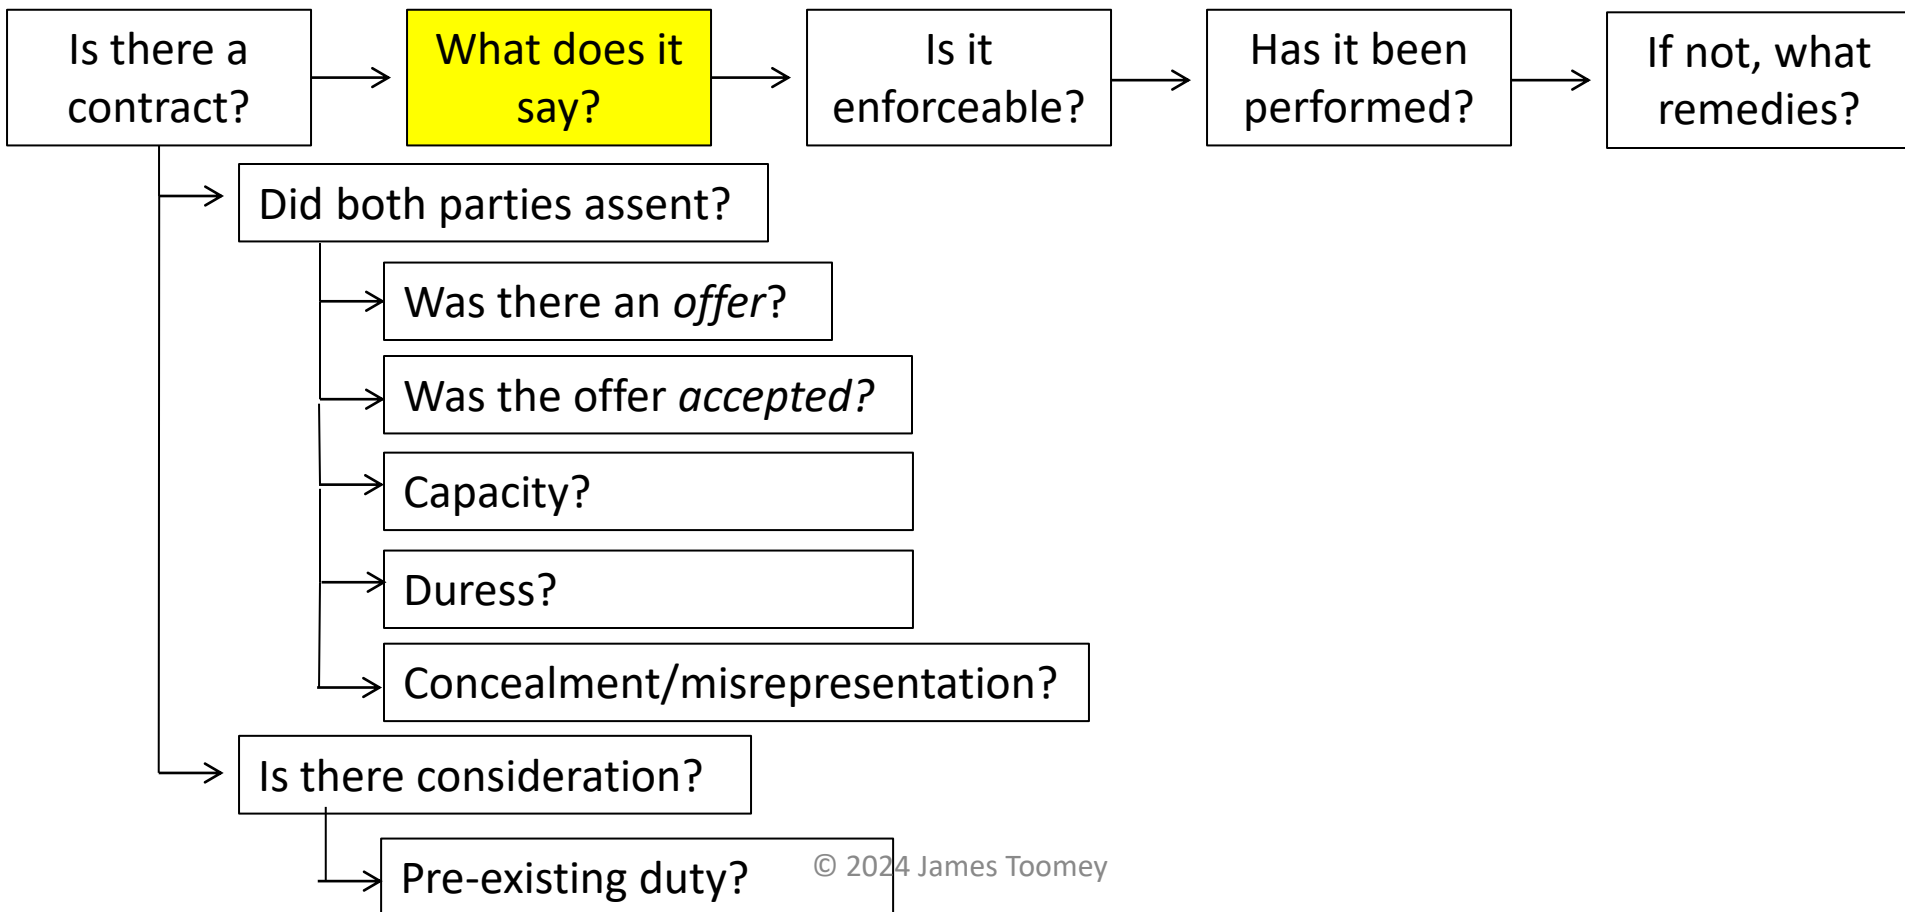 Is there a
contract?
What does it
say?
Is it
enforceable?
Has it been
performed?
If not, what
remedies?
Did both parties assent?
Was there an offer?
Was the offer accepted?
Capacity?
Duress?
Concealment/misrepresentation?
Is there consideration?
Pre-existing duty?
© 2024 James Toomey